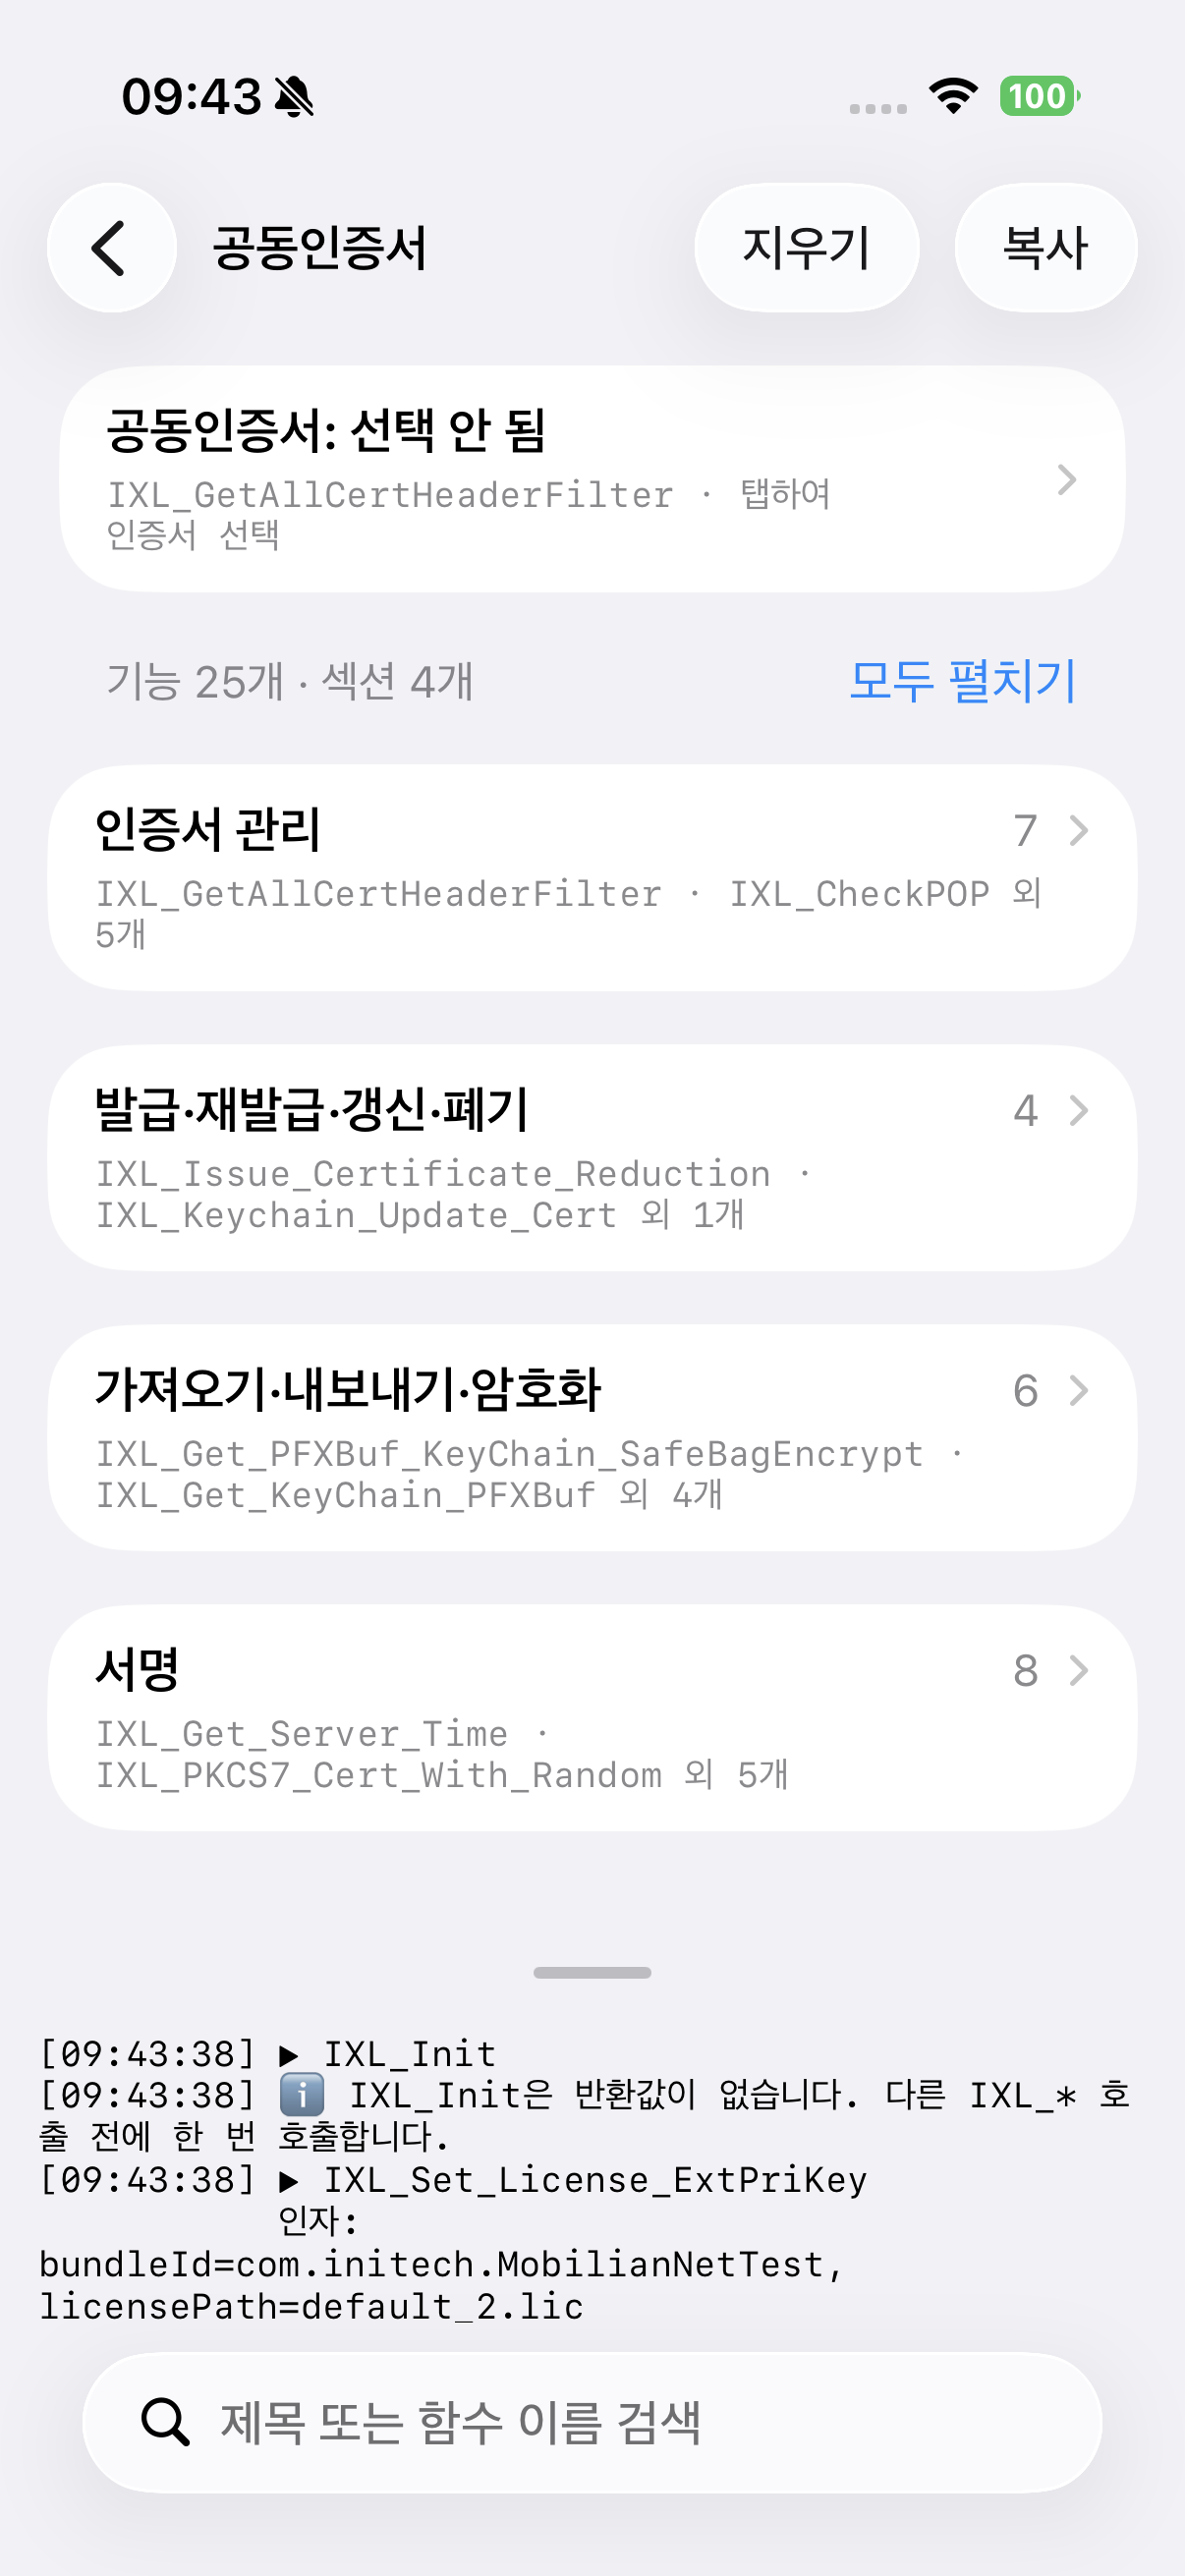 09:43
100
공동인증서
지우기
복사
공동인증서: 선택 안 됨
IXL_GetAllCertHeaderFilter · 탭하여
인증서 선택
기능 25개 · 섹션 4개
모두 펼치기
인증서 관리
7
IXL_GetAllCertHeaderFilter · IXL_CheckPOP 외
5개
발급·재발급·갱신·폐기
4
IXL_Issue_Certificate_Reduction ·
IXL_Keychain_Update_Cert 외 1개
가져오기·내보내기·암호화
6
IXL_Get_PFXBuf_KeyChain_SafeBagEncrypt ·
IXL_Get_KeyChain_PFXBuf 외 4개
서명
8
IXL_Get_Server_Time ·
IXL_PKCS7_Cert_With_Random 외 5개
[09:43:38] ▶ IXL_Init
[09:43:38] ℹ️ IXL_Init은 반환값이 없습니다. 다른 IXL_* 호
출 전에 한 번 호출합니다.
[09:43:38] ▶ IXL_Set_License_ExtPriKey
인자:
bundleId=com.initech.MobilianNetTest,
licensePath=default_2.lic
제목 또는 함수 이름 검색